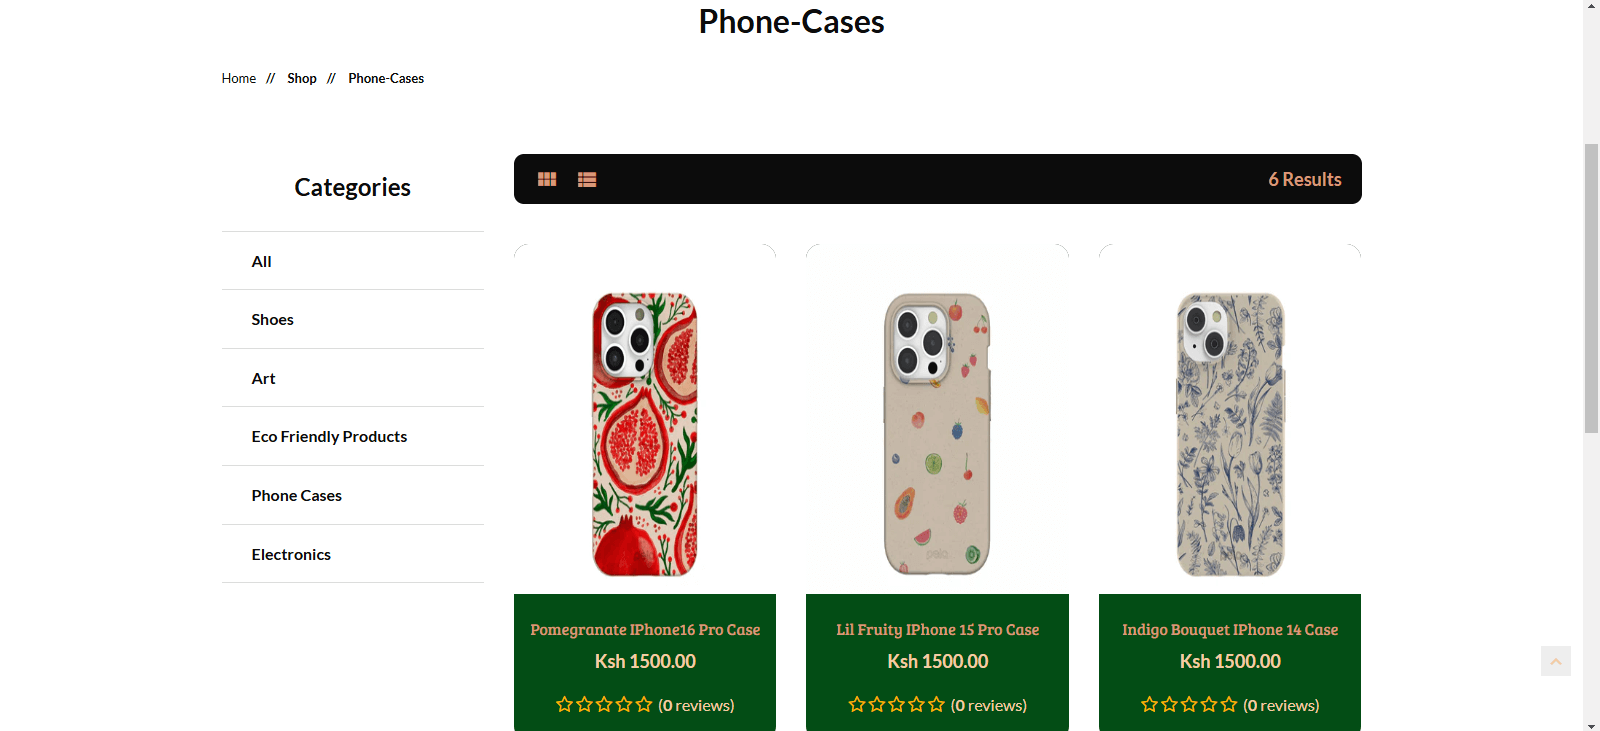 Phone-Cases
Home // Shop // Phone-Cases
Categories
All
Shoes
Art
Eco Friendly Products
Phone Cases
Electronics
6 Results
Pomegranate IPhone16 Pro Case
Ksh 1500.00
(0 reviews)
pela
Lil Fruity IPhone 15 Pro Case
Ksh 1500.00
(0 reviews)
Indigo Bouquet IPhone 14 Case
Ksh 1500.00
(0 reviews)